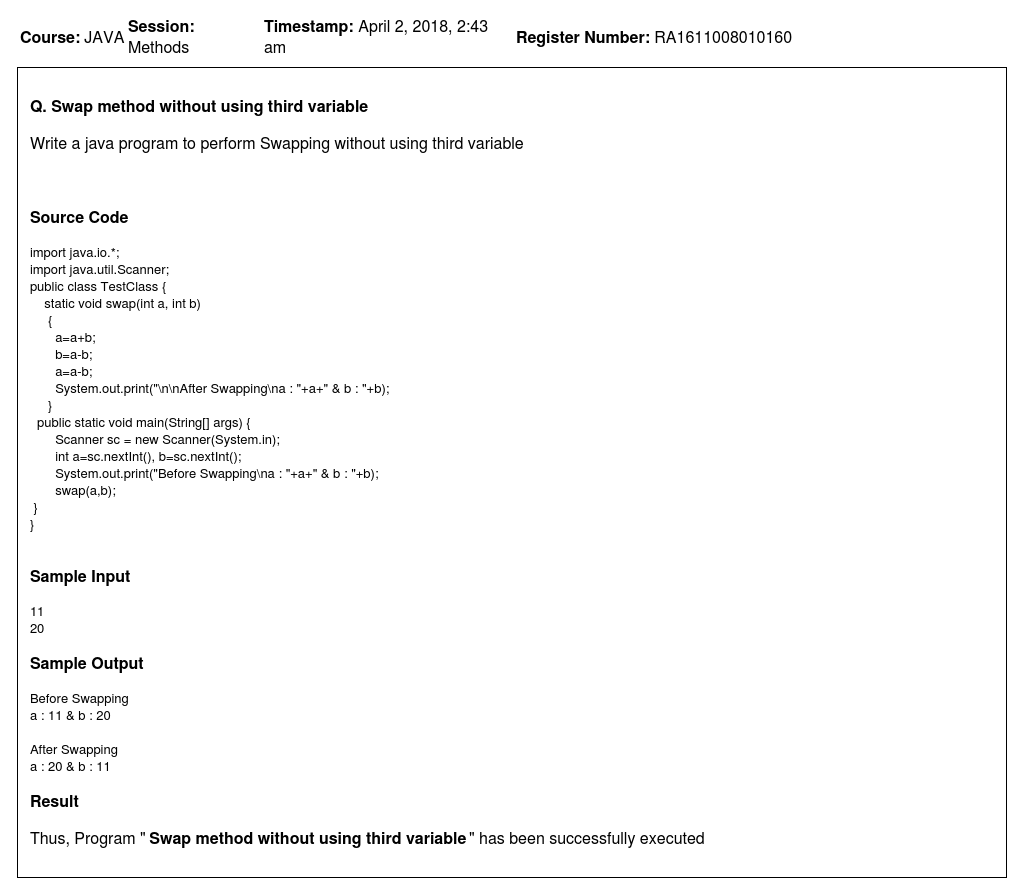 Course: JAVA Session: Methods Timestamp: April 2, 2018, 2:43 am Register Number: RA1611008010160
Q. Swap method without using third variable
Write a java program to perform Swapping without using third variable
Source Code
import java.io.*;
import java.util.Scanner;
public class TestClass {
    static void swap(int a, int b)
     {
       a=a+b;
       b=a-b;
       a=a-b;
       System.out.print("\n\nAfter Swapping\na : "+a+" & b : "+b);
     }
  public static void main(String[] args) {
       Scanner sc = new Scanner(System.in);
       int a=sc.nextInt(), b=sc.nextInt();
       System.out.print("Before Swapping\na : "+a+" & b : "+b);
       swap(a,b);
 }
}
Sample Input
11
20
Sample Output
Before Swapping
a : 11 & b : 20
After Swapping
a : 20 & b : 11
Result
Thus, Program " Swap method without using third variable " has been successfully executed